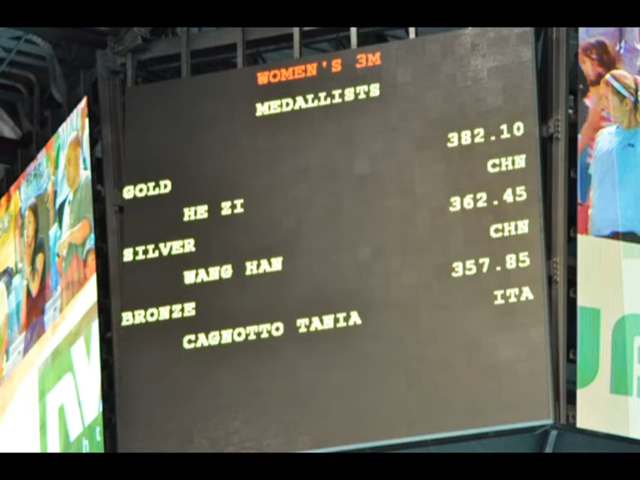 WOMEN'S 3M
MEDALLISTS
GOLD 382.10
HE ZI CHN
SILVER 362.45
WANG HAN CHN
BRONZE 357.85
CAGNOTTO TANIA ITA